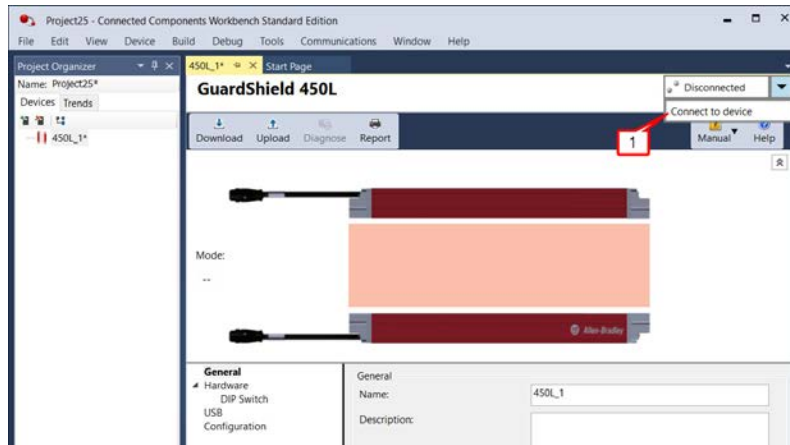 Project25 - Connected Components Workbench Standard Edition
File Edit View Device Build Debug Tools Communications Window Help
Project Organizer
450L_1* Start Page
Name: Project25*
Devices Trends
450L_1*
GuardShield 450L
Disconnected
Connect to device
1
Download Upload Diagnose Report
Manual Help
Mode:
--
Allen-Bradley
General
Hardware
DIP Switch
USB
Configuration
General
Name: 450L_1
Description: